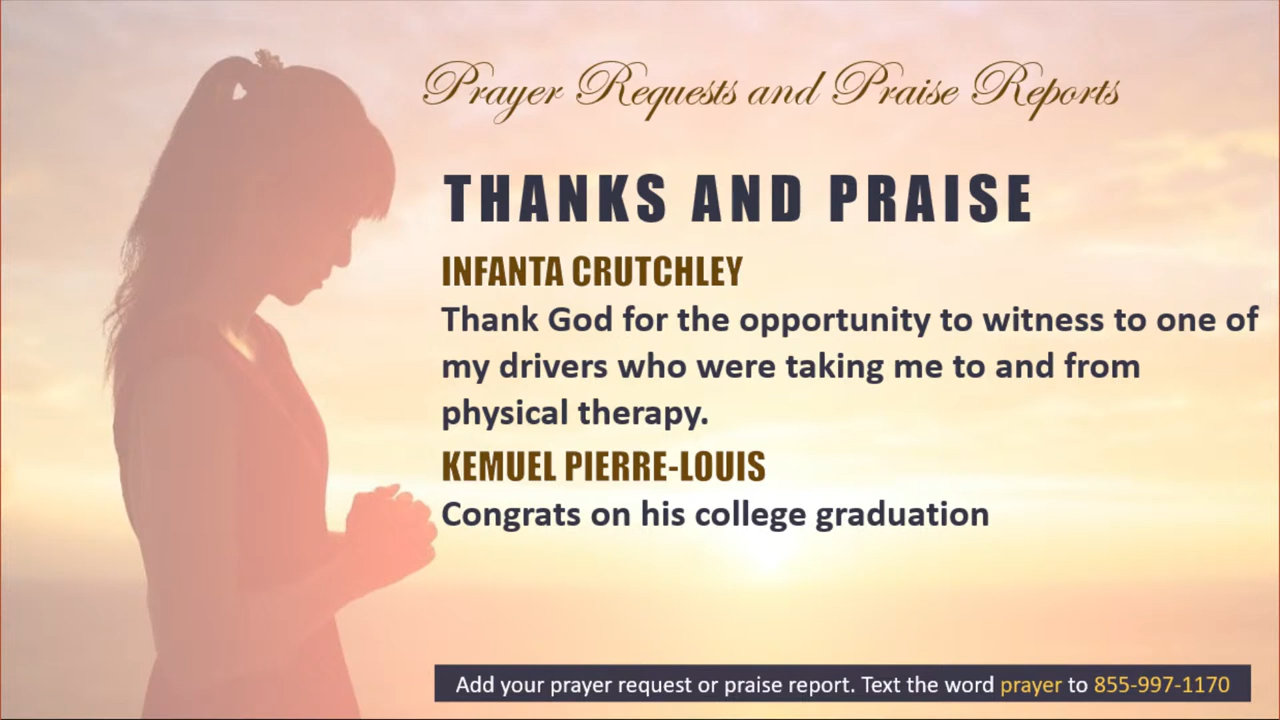 Prayer Requests and Praise Reports
THANKS AND PRAISE
INFANTA CRUTCHLEY
Thank God for the opportunity to witness to one of
my drivers who were taking me to and from
physical therapy.
KEMUEL PIERRE-LOUIS
Congrats on his college graduation
Add your prayer request or praise report. Text the word prayer to 855-997-1170